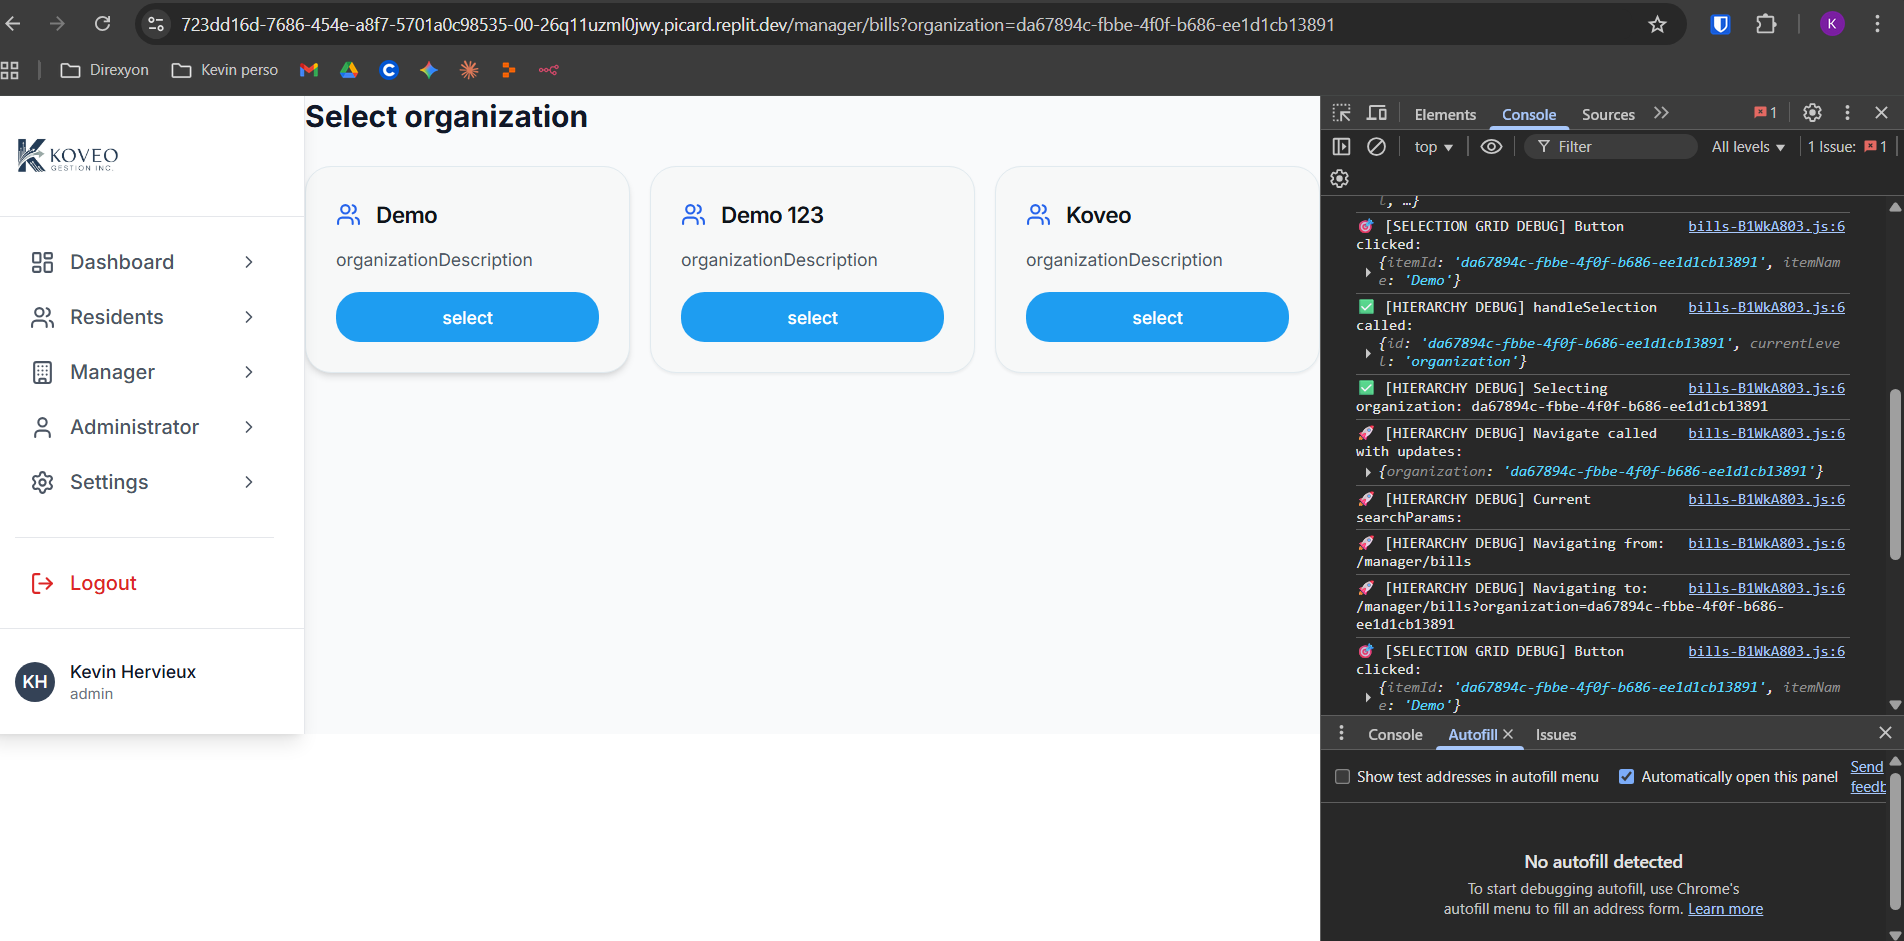 723dd16d-7686-454e-a8f7-5701a0c98535-00-26q11uzml0jwy.picard.replit.dev/manager/bills?organization=da67894c-fbbe-4f0f-b686-ee1d1cb13891
K
Direxyon
Kevin perso
KOVEO
GESTION INC.
Dashboard
Residents
Manager
Administrator
Settings
Logout
KH
Kevin Hervieux
admin
Select organization
Demo
organizationDescription
select
Demo 123
organizationDescription
select
Koveo
organizationDescription
select
Elements
Console
Sources
1
top
Filter
All levels
1 Issue:
1
l, …}
🎯 [SELECTION GRID DEBUG] Button bills-B1WkA803.js:6
clicked:
{itemId: 'da67894c-fbbe-4f0f-b686-ee1d1cb13891', itemNam
e: 'Demo'}
✅ [HIERARCHY DEBUG] handleSelection bills-B1WkA803.js:6
called:
{id: 'da67894c-fbbe-4f0f-b686-ee1d1cb13891', currentLeve
l: 'organization'}
✅ [HIERARCHY DEBUG] Selecting bills-B1WkA803.js:6
organization: da67894c-fbbe-4f0f-b686-ee1d1cb13891
🚀 [HIERARCHY DEBUG] Navigate called bills-B1WkA803.js:6
with updates:
{organization: 'da67894c-fbbe-4f0f-b686-ee1d1cb13891'}
🚀 [HIERARCHY DEBUG] Current bills-B1WkA803.js:6
searchParams:
🚀 [HIERARCHY DEBUG] Navigating from: bills-B1WkA803.js:6
/manager/bills
🚀 [HIERARCHY DEBUG] Navigating to: bills-B1WkA803.js:6
/manager/bills?organization=da67894c-fbbe-4f0f-b686-
ee1d1cb13891
🎯 [SELECTION GRID DEBUG] Button bills-B1WkA803.js:6
clicked:
{itemId: 'da67894c-fbbe-4f0f-b686-ee1d1cb13891', itemNam
e: 'Demo'}
Console
Autofill
Issues
Show test addresses in autofill menu
Automatically open this panel
Send
feedb
No autofill detected
To start debugging autofill, use Chrome's
autofill menu to fill an address form. Learn more